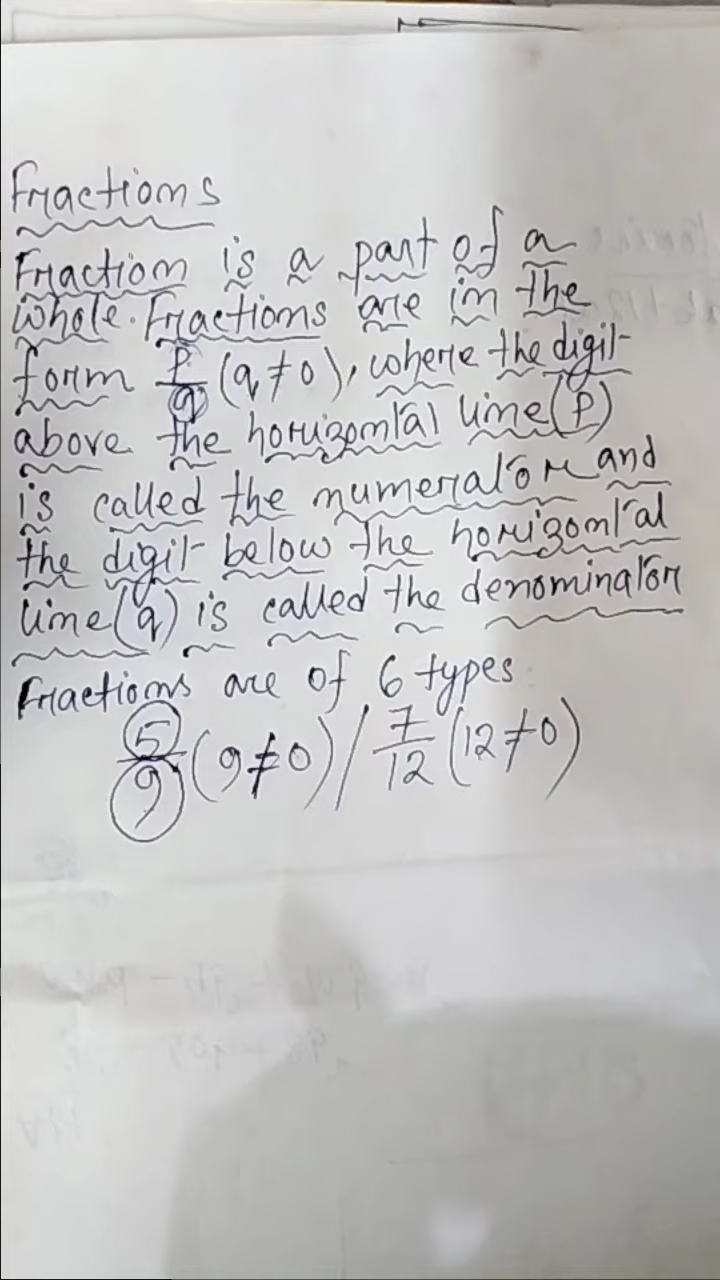 Fractions
Fraction is a part of a
whole. Fractions are in the
form p/q (q≠0), where the digit
above the horizontal line(p)
is called the numerator and
the digit below the horizontal
line(q) is called the denominator
Fractions are of 6 types
5/9 (9≠0) / 7/12 (12≠0)